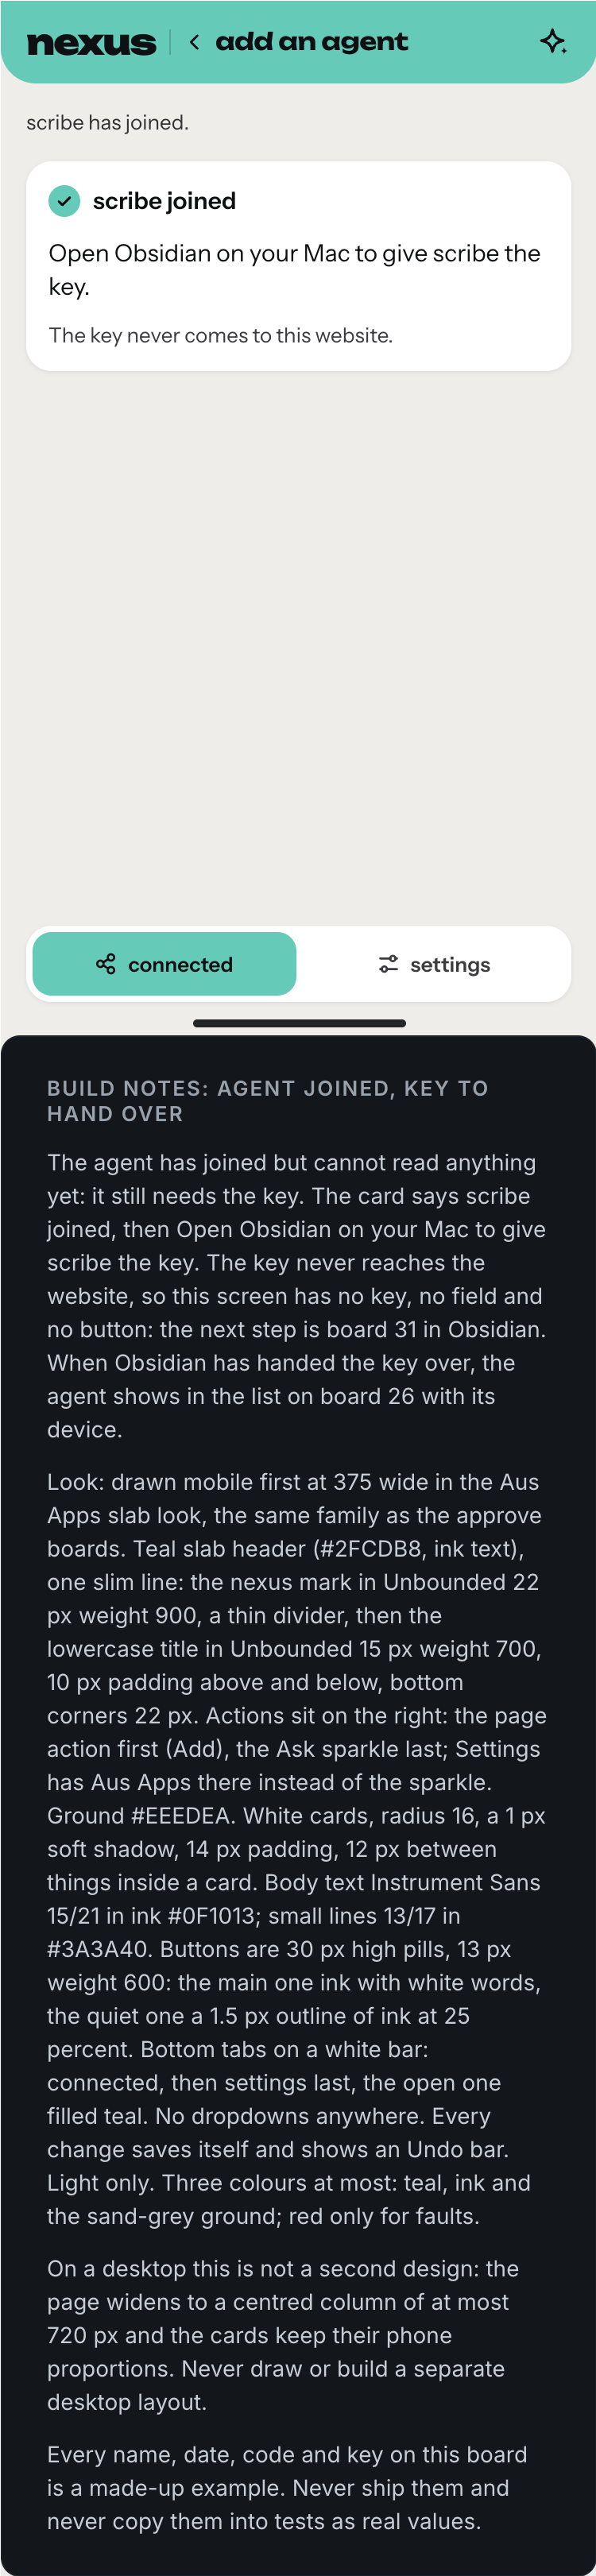 nexus
add an agent
scribe has joined.
scribe joined
Open Obsidian on your Mac to give scribe the
key.
The key never comes to this website.
connected
settings
BUILD NOTES: AGENT JOINED, KEY TO
HAND OVER
The agent has joined but cannot read anything
yet: it still needs the key. The card says scribe
joined, then Open Obsidian on your Mac to give
scribe the key. The key never reaches the
website, so this screen has no key, no field and
no button: the next step is board 31 in Obsidian.
When Obsidian has handed the key over, the
agent shows in the list on board 26 with its
device.
Look: drawn mobile first at 375 wide in the Aus
Apps slab look, the same family as the approve
boards. Teal slab header (#2FCDB8, ink text),
one slim line: the nexus mark in Unbounded 22
px weight 900, a thin divider, then the
lowercase title in Unbounded 15 px weight 700,
10 px padding above and below, bottom
corners 22 px. Actions sit on the right: the page
action first (Add), the Ask sparkle last; Settings
has Aus Apps there instead of the sparkle.
Ground #EEEDEA. White cards, radius 16, a 1 px
soft shadow, 14 px padding, 12 px between
things inside a card. Body text Instrument Sans
15/21 in ink #0F1013; small lines 13/17 in
#3A3A40. Buttons are 30 px high pills, 13 px
weight 600: the main one ink with white words,
the quiet one a 1.5 px outline of ink at 25
percent. Bottom tabs on a white bar:
connected, then settings last, the open one
filled teal. No dropdowns anywhere. Every
change saves itself and shows an Undo bar.
Light only. Three colours at most: teal, ink and
the sand-grey ground; red only for faults.
On a desktop this is not a second design: the
page widens to a centred column of at most
720 px and the cards keep their phone
proportions. Never draw or build a separate
desktop layout.
Every name, date, code and key on this board
is a made-up example. Never ship them and
never copy them into tests as real values.